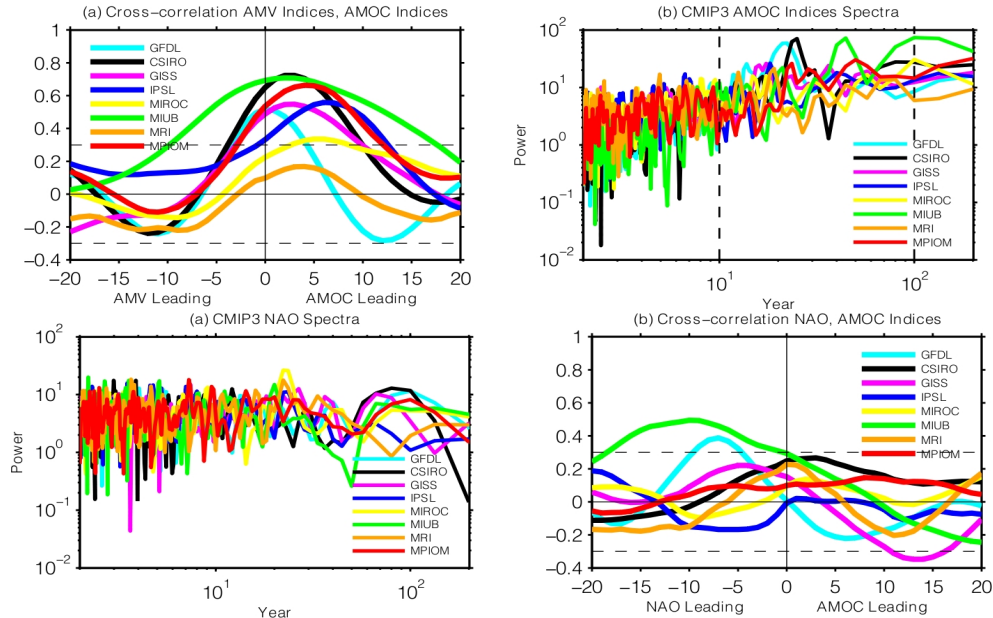 (a) Cross−correlation AMV Indices, AMOC Indices
1
0.8
0.6
0.4
0.2
0
−0.2
−0.4
−20 −15 −10 −5 0 5 10 15 20
AMV Leading AMOC Leading
GFDL
CSIRO
GISS
IPSL
MIROC
MIUB
MRI
MPIOM
(b) CMIP3 AMOC Indices Spectra
Power
10^2
10^1
10^0
10^−1
10^−2
10^1 10^2
Year
GFDL
CSIRO
GISS
IPSL
MIROC
MIUB
MRI
MPIOM
(a) CMIP3 NAO Spectra
Power
10^2
10^1
10^0
10^−1
10^−2
10^1 10^2
Year
GFDL
CSIRO
GISS
IPSL
MIROC
MIUB
MRI
MPIOM
(b) Cross−correlation NAO, AMOC Indices
1
0.8
0.6
0.4
0.2
0
−0.2
−0.4
−20 −15 −10 −5 0 5 10 15 20
NAO Leading AMOC Leading
GFDL
CSIRO
GISS
IPSL
MIROC
MIUB
MRI
MPIOM